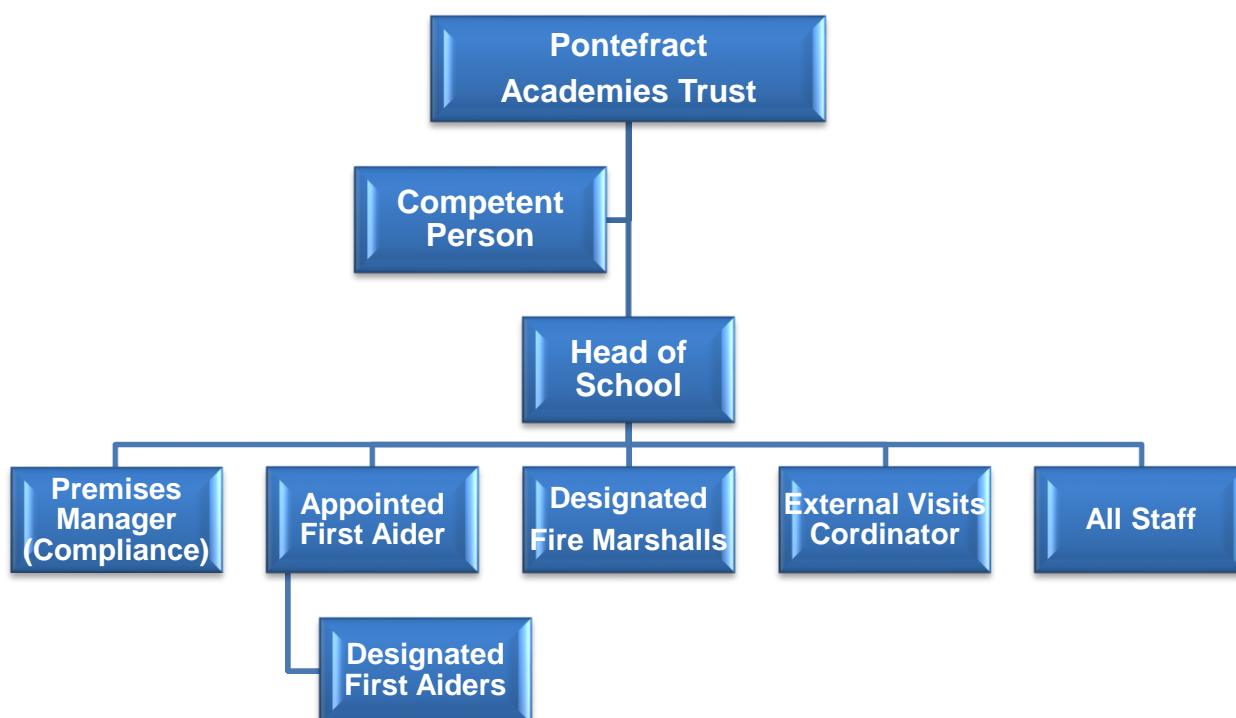 Pontefract
Academies Trust
Competent
Person
Head of
School
Premises
Manager
(Compliance)
Appointed
First Aider
Designated
Fire Marshalls
External Visits
Cordinator
All Staff
Designated
First Aiders